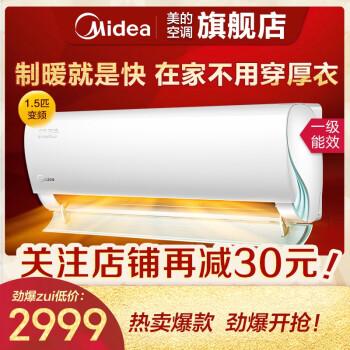 Midea 美的空调 旗舰店
制暖就是快 在家不用穿厚衣
1.5匹
变频
一级
能效
Midea
关注店铺再减30元！
劲爆zui低价：
2999
热卖爆款 劲爆开抢！